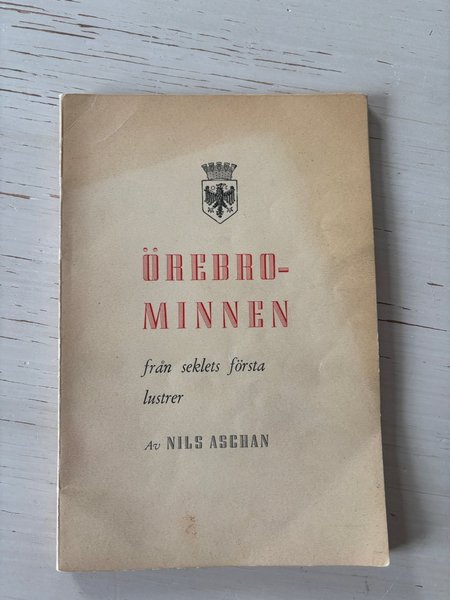 ÖREBRO-
MINNEN
från seklets första
lustrer
Av NILS ASCHAN